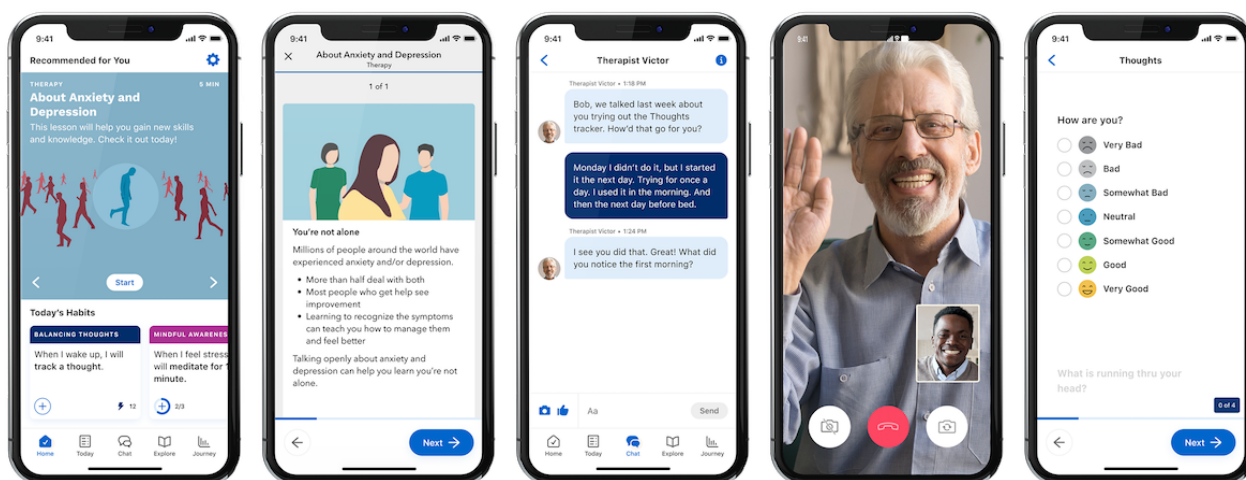 9:41
Recommended for You
THERAPY
5 MIN
About Anxiety and
Depression
This lesson will help you gain new skills
and knowledge. Check it out today!
Start
Today's Habits
BALANCING THOUGHTS
When I wake up, I will
track a thought.
12
MINDFUL AWARENES
When I feel stress
will meditate for 1
minute.
2/3
Home
Today
Chat
Explore
Journey
9:41
About Anxiety and Depression
Therapy
1 of 1
You're not alone
Millions of people around the world have
experienced anxiety and/or depression.
• More than half deal with both
• Most people who get help see
improvement
• Learning to recognize the symptoms
can teach you how to manage them
and feel better
Talking openly about anxiety and
depression can help you learn you're not
alone.
Next
9:41
Therapist Victor
Therapist Victor • 1:18 PM
Bob, we talked last week about
you trying out the Thoughts
tracker. How'd that go for you?
Monday I didn't do it, but I started
it the next day. Trying for once a
day. I used it in the morning. And
then the next day before bed.
Therapist Victor • 1:24 PM
I see you did that. Great! What did
you notice the first morning?
Aa
Send
Home
Today
Chat
Explore
Journey
9:41
9:41
Thoughts
How are you?
Very Bad
Bad
Somewhat Bad
Neutral
Somewhat Good
Good
Very Good
What is running thru your
head?
0 of 4
Next